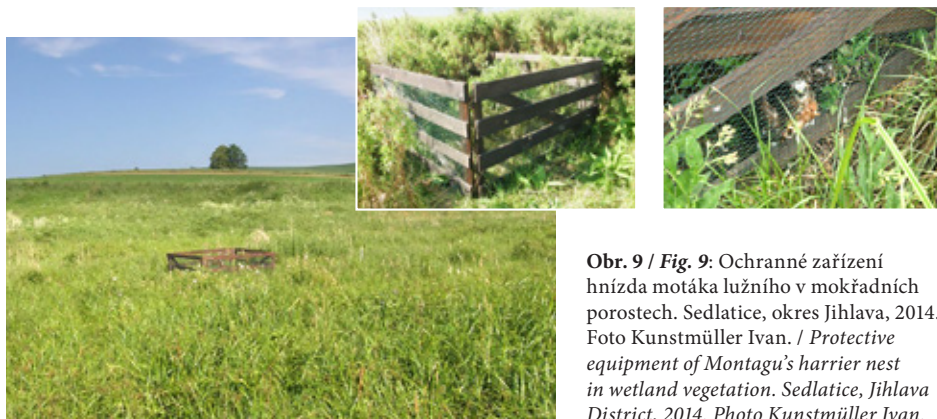 Obr. 9 / Fig. 9: Ochranné zařízení
hnízda motáka lužního v mokřadních
porostech. Sedlatice, okres Jihlava, 2014.
Foto Kunstmüller Ivan. / Protective
equipment of Montagu’s harrier nest
in wetland vegetation. Sedlatice, Jihlava
District, 2014. Photo Kunstmüller Ivan